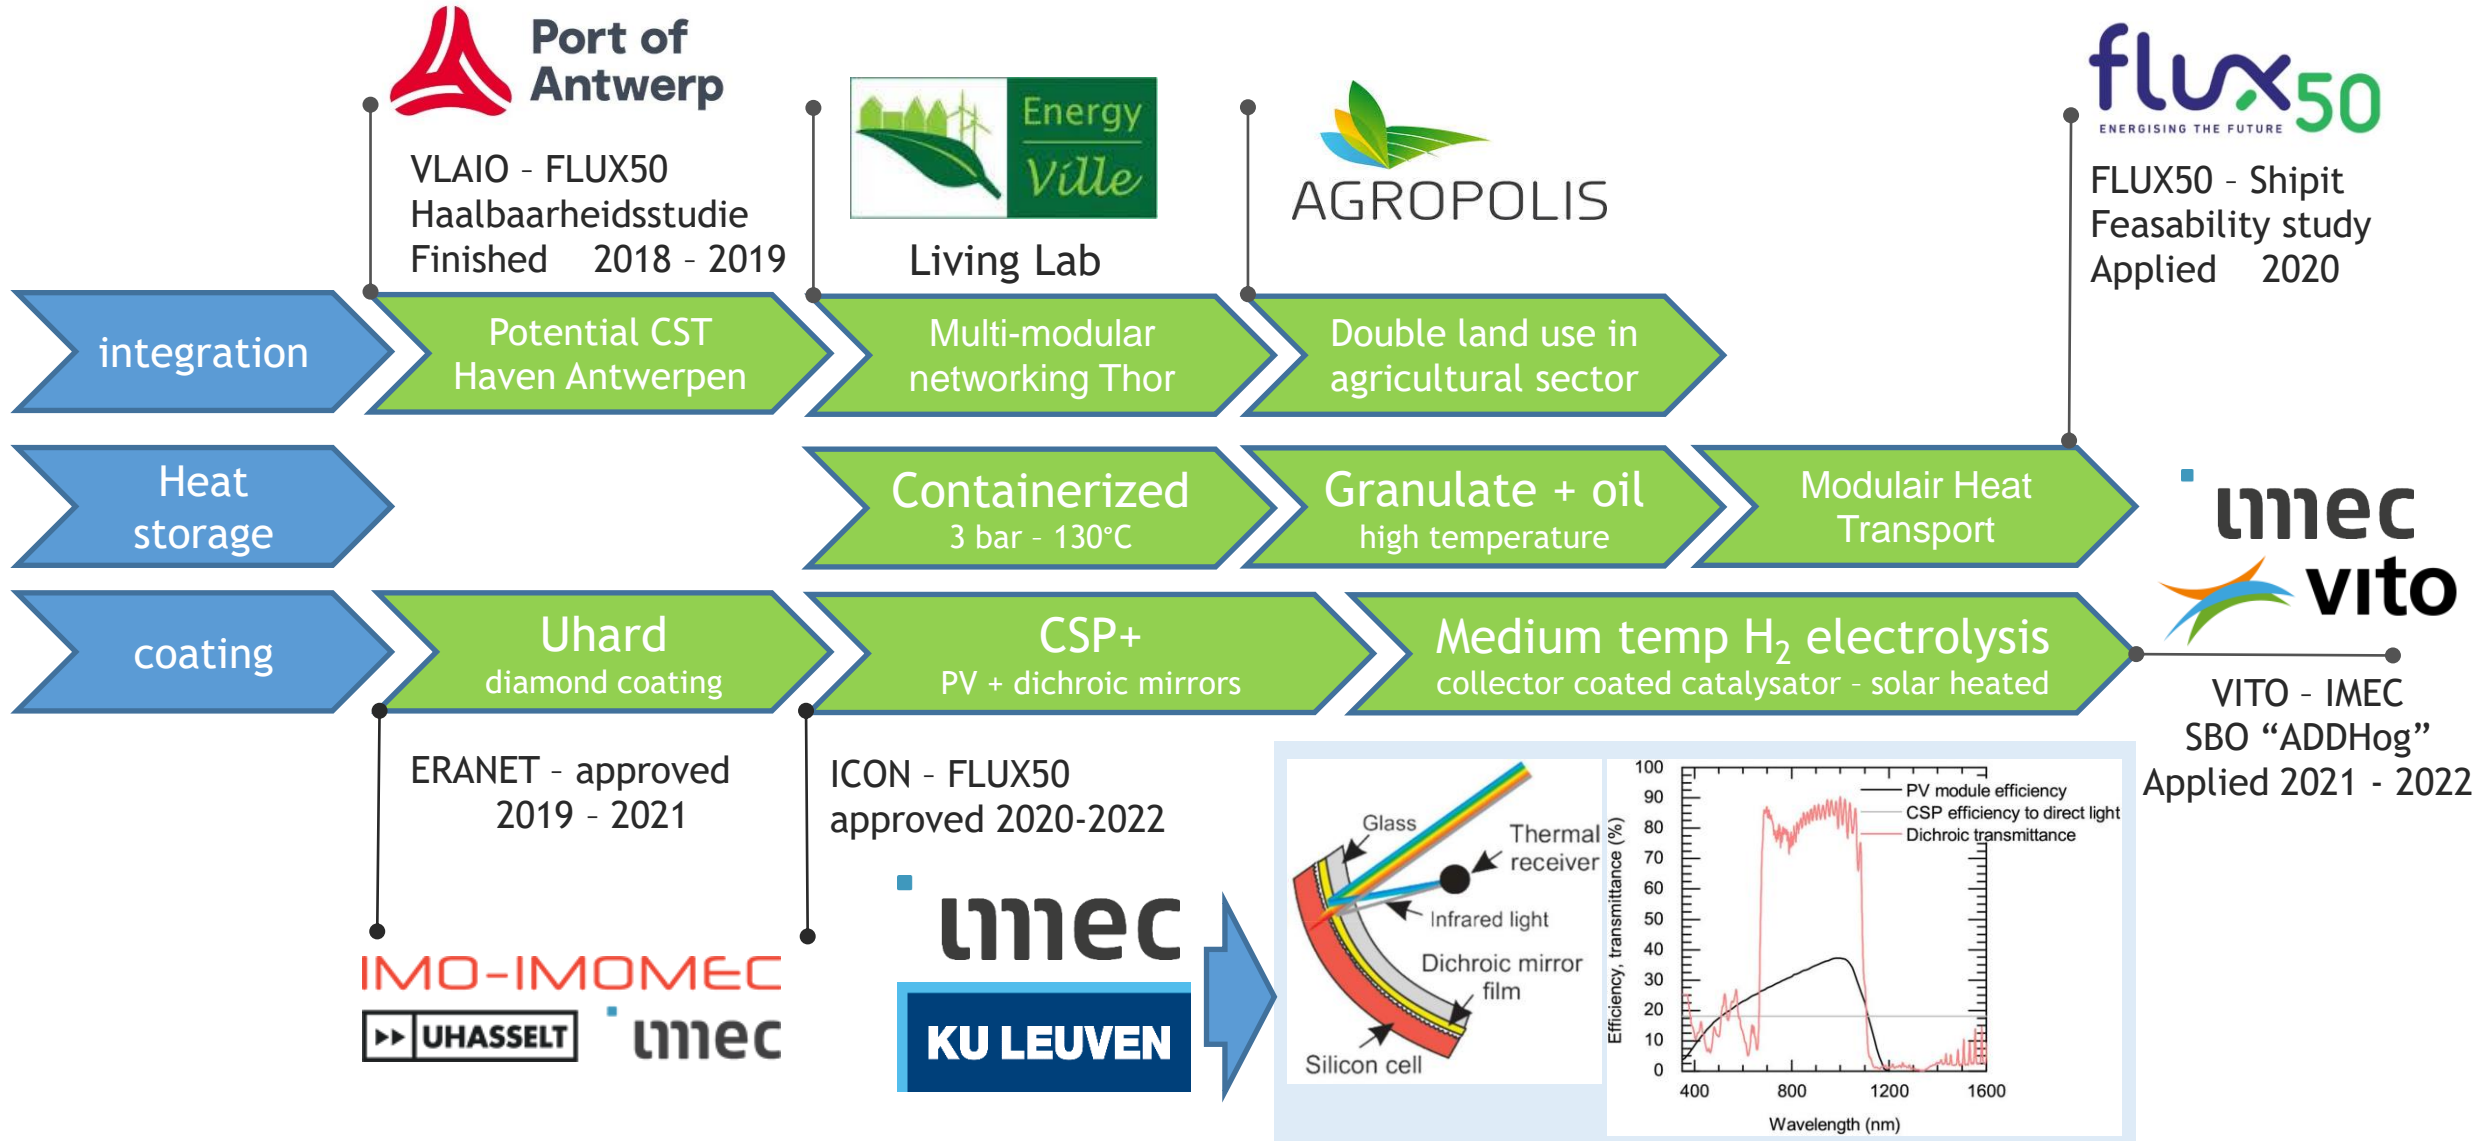 Port of
Antwerp
VLAIO – FLUX50
Haalbaarheidsstudie
Finished 2018 – 2019
Energy
Ville
Living Lab
AGROPOLIS
flux50
ENERGISING THE FUTURE
FLUX50 – Shipit
Feasability study
Applied 2020
integration
Potential CST
Haven Antwerpen
Multi-modular
networking Thor
Double land use in
agricultural sector
Heat
storage
Containerized
3 bar – 130°C
Granulate + oil
high temperature
Modulair Heat
Transport
imec
vito
coating
Uhard
diamond coating
CSP+
PV + dichroic mirrors
Medium temp H₂ electrolysis
collector coated catalysator – solar heated
VITO – IMEC
SBO “ADDHog”
Applied 2021 - 2022
ERANET – approved
2019 – 2021
IMO-IMOMEC
UHASSELT
imec
ICON – FLUX50
approved 2020-2022
imec
KU LEUVEN
Glass
Thermal
receiver
Infrared light
Dichroic mirror
film
Silicon cell
Efficiency, transmittance (%)
100
90
80
70
60
50
40
30
20
10
0
PV module efficiency
CSP efficiency to direct light
Dichroic transmittance
400 800 1200 1600
Wavelength (nm)